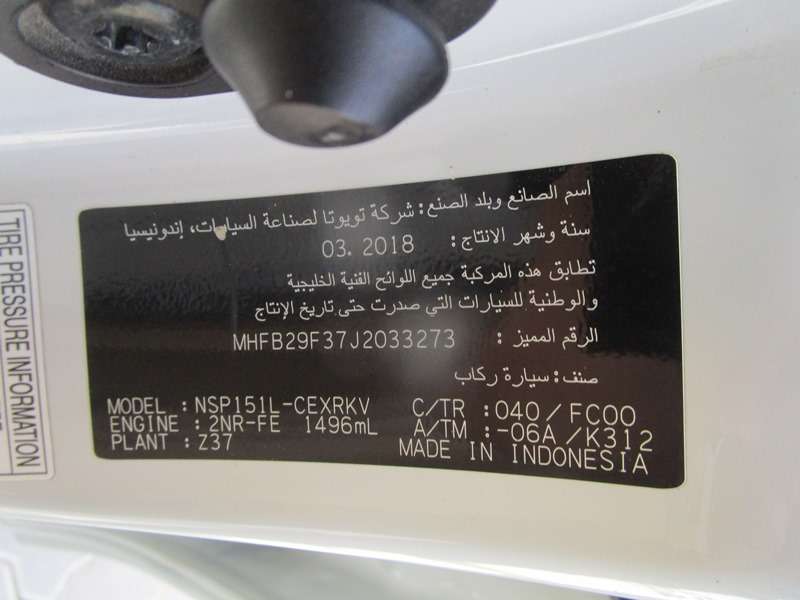 TIRE PRESSURE INFORMATION
اسم الصانع وبلد الصنع: شركة تويوتا لصناعة السيارات، إندونيسيا
سنة وشهر الانتاج: 03. 2018
تطابق هذه المركبة جميع اللوائح الفنية الخليجية
والوطنية للسيارات التي صدرت حتى تاريخ الإنتاج
الرقم المميز: MHFB29F37J2033273
صنف: سيارة ركاب
MODEL : NSP151L-CEXRKV C/TR : 040 / FC00
ENGINE : 2NR-FE 1496mL A/TM : -06A / K312
PLANT : Z37 MADE IN INDONESIA